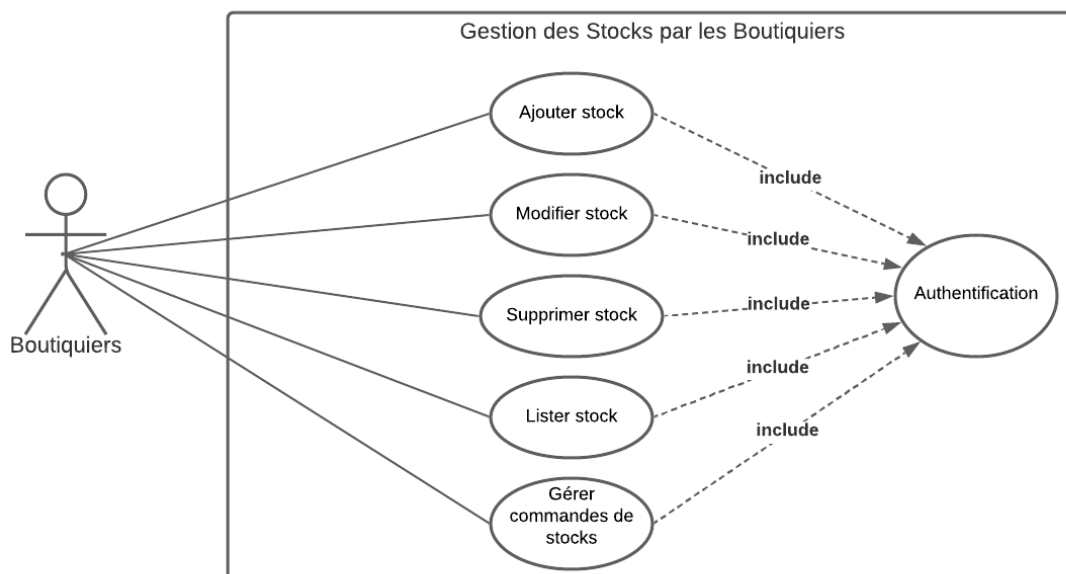 Gestion des Stocks par les Boutiquiers
Ajouter stock
include
Modifier stock
include
Authentification
Supprimer stock
include
Boutiquiers
include
Lister stock
include
Gérer
commandes de
stocks